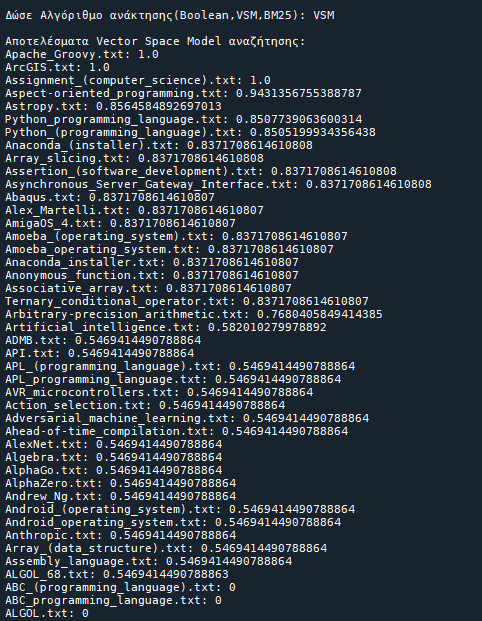 Δώσε Αλγόριθμο ανάκτησης(Boolean,VSM,BM25): VSM
Αποτελέσματα Vector Space Model αναζήτησης:
Apache_Groovy.txt: 1.0
ArcGIS.txt: 1.0
Assignment_(computer_science).txt: 1.0
Aspect-oriented_programming.txt: 0.9431356755388787
Astropy.txt: 0.8564584892697013
Python_programming_language.txt: 0.8507739063600314
Python_(programming_language).txt: 0.8505199934356438
Anaconda_(installer).txt: 0.8371708614610808
Array_slicing.txt: 0.8371708614610808
Assertion_(software_development).txt: 0.8371708614610808
Asynchronous_Server_Gateway_Interface.txt: 0.8371708614610808
Abaqus.txt: 0.8371708614610807
Alex_Martelli.txt: 0.8371708614610807
AmigaOS_4.txt: 0.8371708614610807
Amoeba_(operating_system).txt: 0.8371708614610807
Amoeba_operating_system.txt: 0.8371708614610807
Anaconda_installer.txt: 0.8371708614610807
Anonymous_function.txt: 0.8371708614610807
Associative_array.txt: 0.8371708614610807
Ternary_conditional_operator.txt: 0.8371708614610807
Arbitrary-precision_arithmetic.txt: 0.7680405849414385
Artificial_intelligence.txt: 0.582010279978892
ADMB.txt: 0.5469414490788864
API.txt: 0.5469414490788864
APL_(programming_language).txt: 0.5469414490788864
APL_programming_language.txt: 0.5469414490788864
AVR_microcontrollers.txt: 0.5469414490788864
Action_selection.txt: 0.5469414490788864
Adversarial_machine_learning.txt: 0.5469414490788864
Ahead-of-time_compilation.txt: 0.5469414490788864
AlexNet.txt: 0.5469414490788864
Algebra.txt: 0.5469414490788864
AlphaGo.txt: 0.5469414490788864
AlphaZero.txt: 0.5469414490788864
Andrew_Ng.txt: 0.5469414490788864
Android_(operating_system).txt: 0.5469414490788864
Android_operating_system.txt: 0.5469414490788864
Anthropic.txt: 0.5469414490788864
Array_(data_structure).txt: 0.5469414490788864
Assembly_language.txt: 0.5469414490788864
ALGOL_68.txt: 0.5469414490788863
ABC_(programming_language).txt: 0
ABC_programming_language.txt: 0
ALGOL.txt: 0